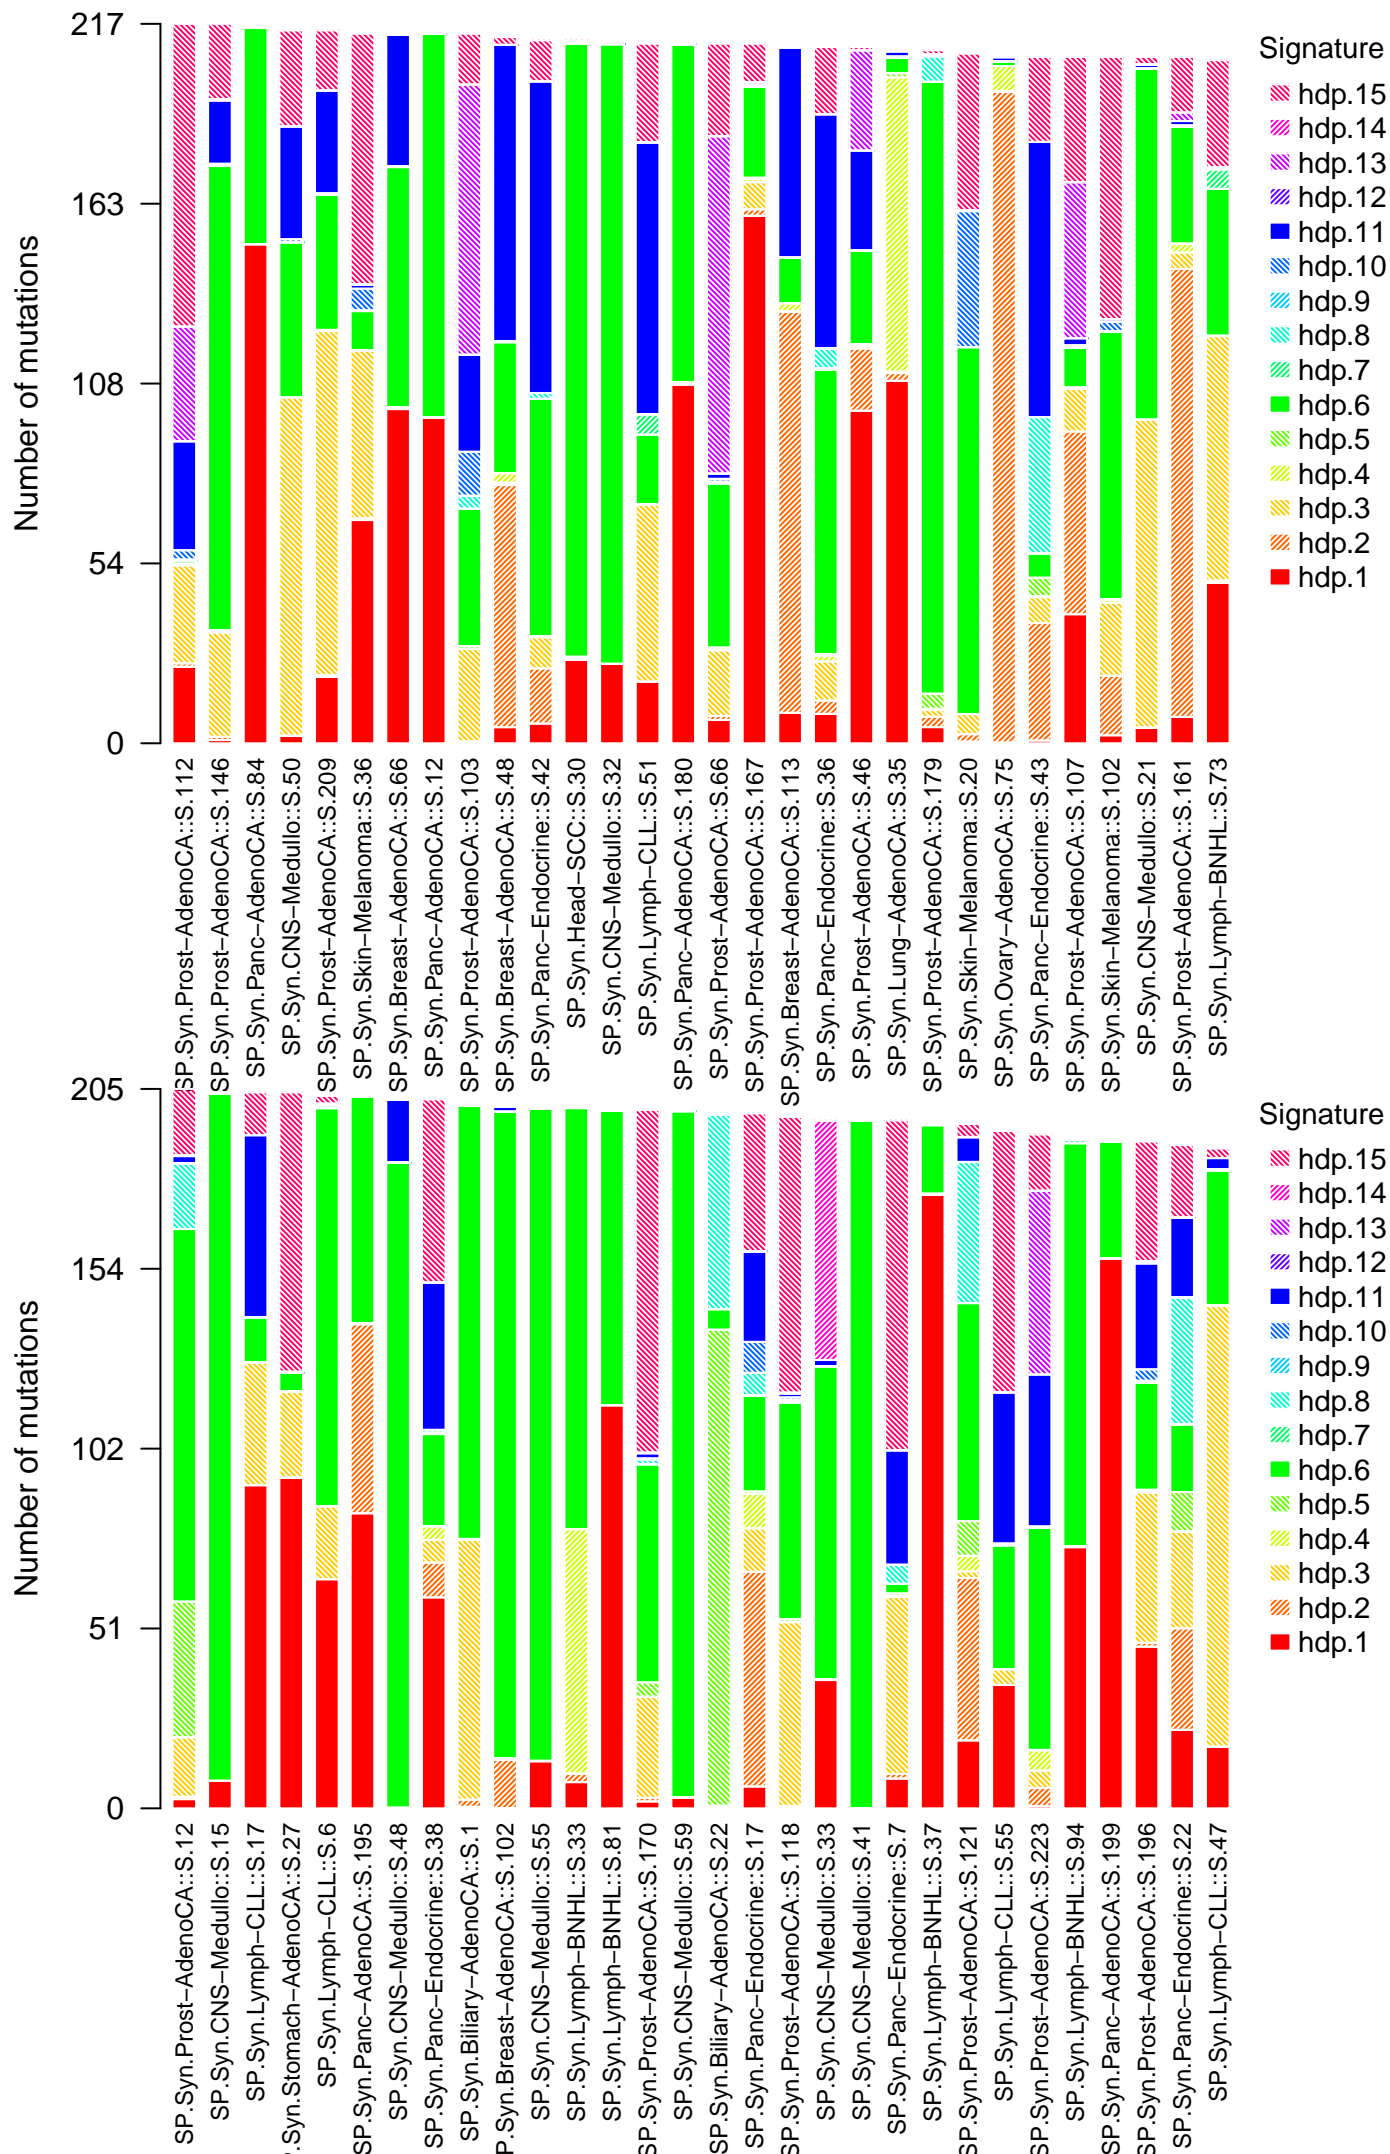 217
163
108
54
0
Number of mutations
Signature
hdp.15
hdp.14
hdp.13
hdp.12
hdp.11
hdp.10
hdp.9
hdp.8
hdp.7
hdp.6
hdp.5
hdp.4
hdp.3
hdp.2
hdp.1
SP.Syn.Prost−AdenoCA::S.112
SP.Syn.Prost−AdenoCA::S.146
SP.Syn.Panc−AdenoCA::S.84
SP.Syn.CNS−Medullo::S.50
SP.Syn.Prost−AdenoCA::S.209
SP.Syn.Skin−Melanoma::S.36
SP.Syn.Breast−AdenoCA::S.66
SP.Syn.Panc−AdenoCA::S.12
SP.Syn.Prost−AdenoCA::S.103
SP.Syn.Breast−AdenoCA::S.48
SP.Syn.Panc−Endocrine::S.42
SP.Syn.Head−SCC::S.30
SP.Syn.CNS−Medullo::S.32
SP.Syn.Lymph−CLL::S.51
SP.Syn.Panc−AdenoCA::S.180
SP.Syn.Prost−AdenoCA::S.66
SP.Syn.Prost−AdenoCA::S.167
SP.Syn.Breast−AdenoCA::S.113
SP.Syn.Panc−Endocrine::S.36
SP.Syn.Prost−AdenoCA::S.46
SP.Syn.Lung−AdenoCA::S.35
SP.Syn.Prost−AdenoCA::S.179
SP.Syn.Skin−Melanoma::S.20
SP.Syn.Ovary−AdenoCA::S.75
SP.Syn.Panc−Endocrine::S.43
SP.Syn.Prost−AdenoCA::S.107
SP.Syn.Skin−Melanoma::S.102
SP.Syn.CNS−Medullo::S.21
SP.Syn.Prost−AdenoCA::S.161
SP.Syn.Lymph−BNHL::S.73
205
154
102
51
0
Number of mutations
Signature
hdp.15
hdp.14
hdp.13
hdp.12
hdp.11
hdp.10
hdp.9
hdp.8
hdp.7
hdp.6
hdp.5
hdp.4
hdp.3
hdp.2
hdp.1
SP.Syn.Prost−AdenoCA::S.12
SP.Syn.CNS−Medullo::S.15
SP.Syn.Lymph−CLL::S.17
P.Syn.Stomach−AdenoCA::S.27
SP.Syn.Lymph−CLL::S.6
SP.Syn.Panc−AdenoCA::S.195
SP.Syn.CNS−Medullo::S.48
SP.Syn.Panc−Endocrine::S.38
SP.Syn.Biliary−AdenoCA::S.1
SP.Syn.Breast−AdenoCA::S.102
SP.Syn.CNS−Medullo::S.55
SP.Syn.Lymph−BNHL::S.33
SP.Syn.Lymph−BNHL::S.81
SP.Syn.Prost−AdenoCA::S.170
SP.Syn.CNS−Medullo::S.59
SP.Syn.Biliary−AdenoCA::S.22
SP.Syn.Panc−Endocrine::S.17
SP.Syn.Prost−AdenoCA::S.118
SP.Syn.CNS−Medullo::S.33
SP.Syn.CNS−Medullo::S.41
SP.Syn.Panc−Endocrine::S.7
SP.Syn.Lymph−BNHL::S.37
SP.Syn.Prost−AdenoCA::S.121
SP.Syn.Lymph−CLL::S.55
SP.Syn.Prost−AdenoCA::S.223
SP.Syn.Lymph−BNHL::S.94
SP.Syn.Panc−AdenoCA::S.199
SP.Syn.Prost−AdenoCA::S.196
SP.Syn.Panc−Endocrine::S.22
SP.Syn.Lymph−CLL::S.47